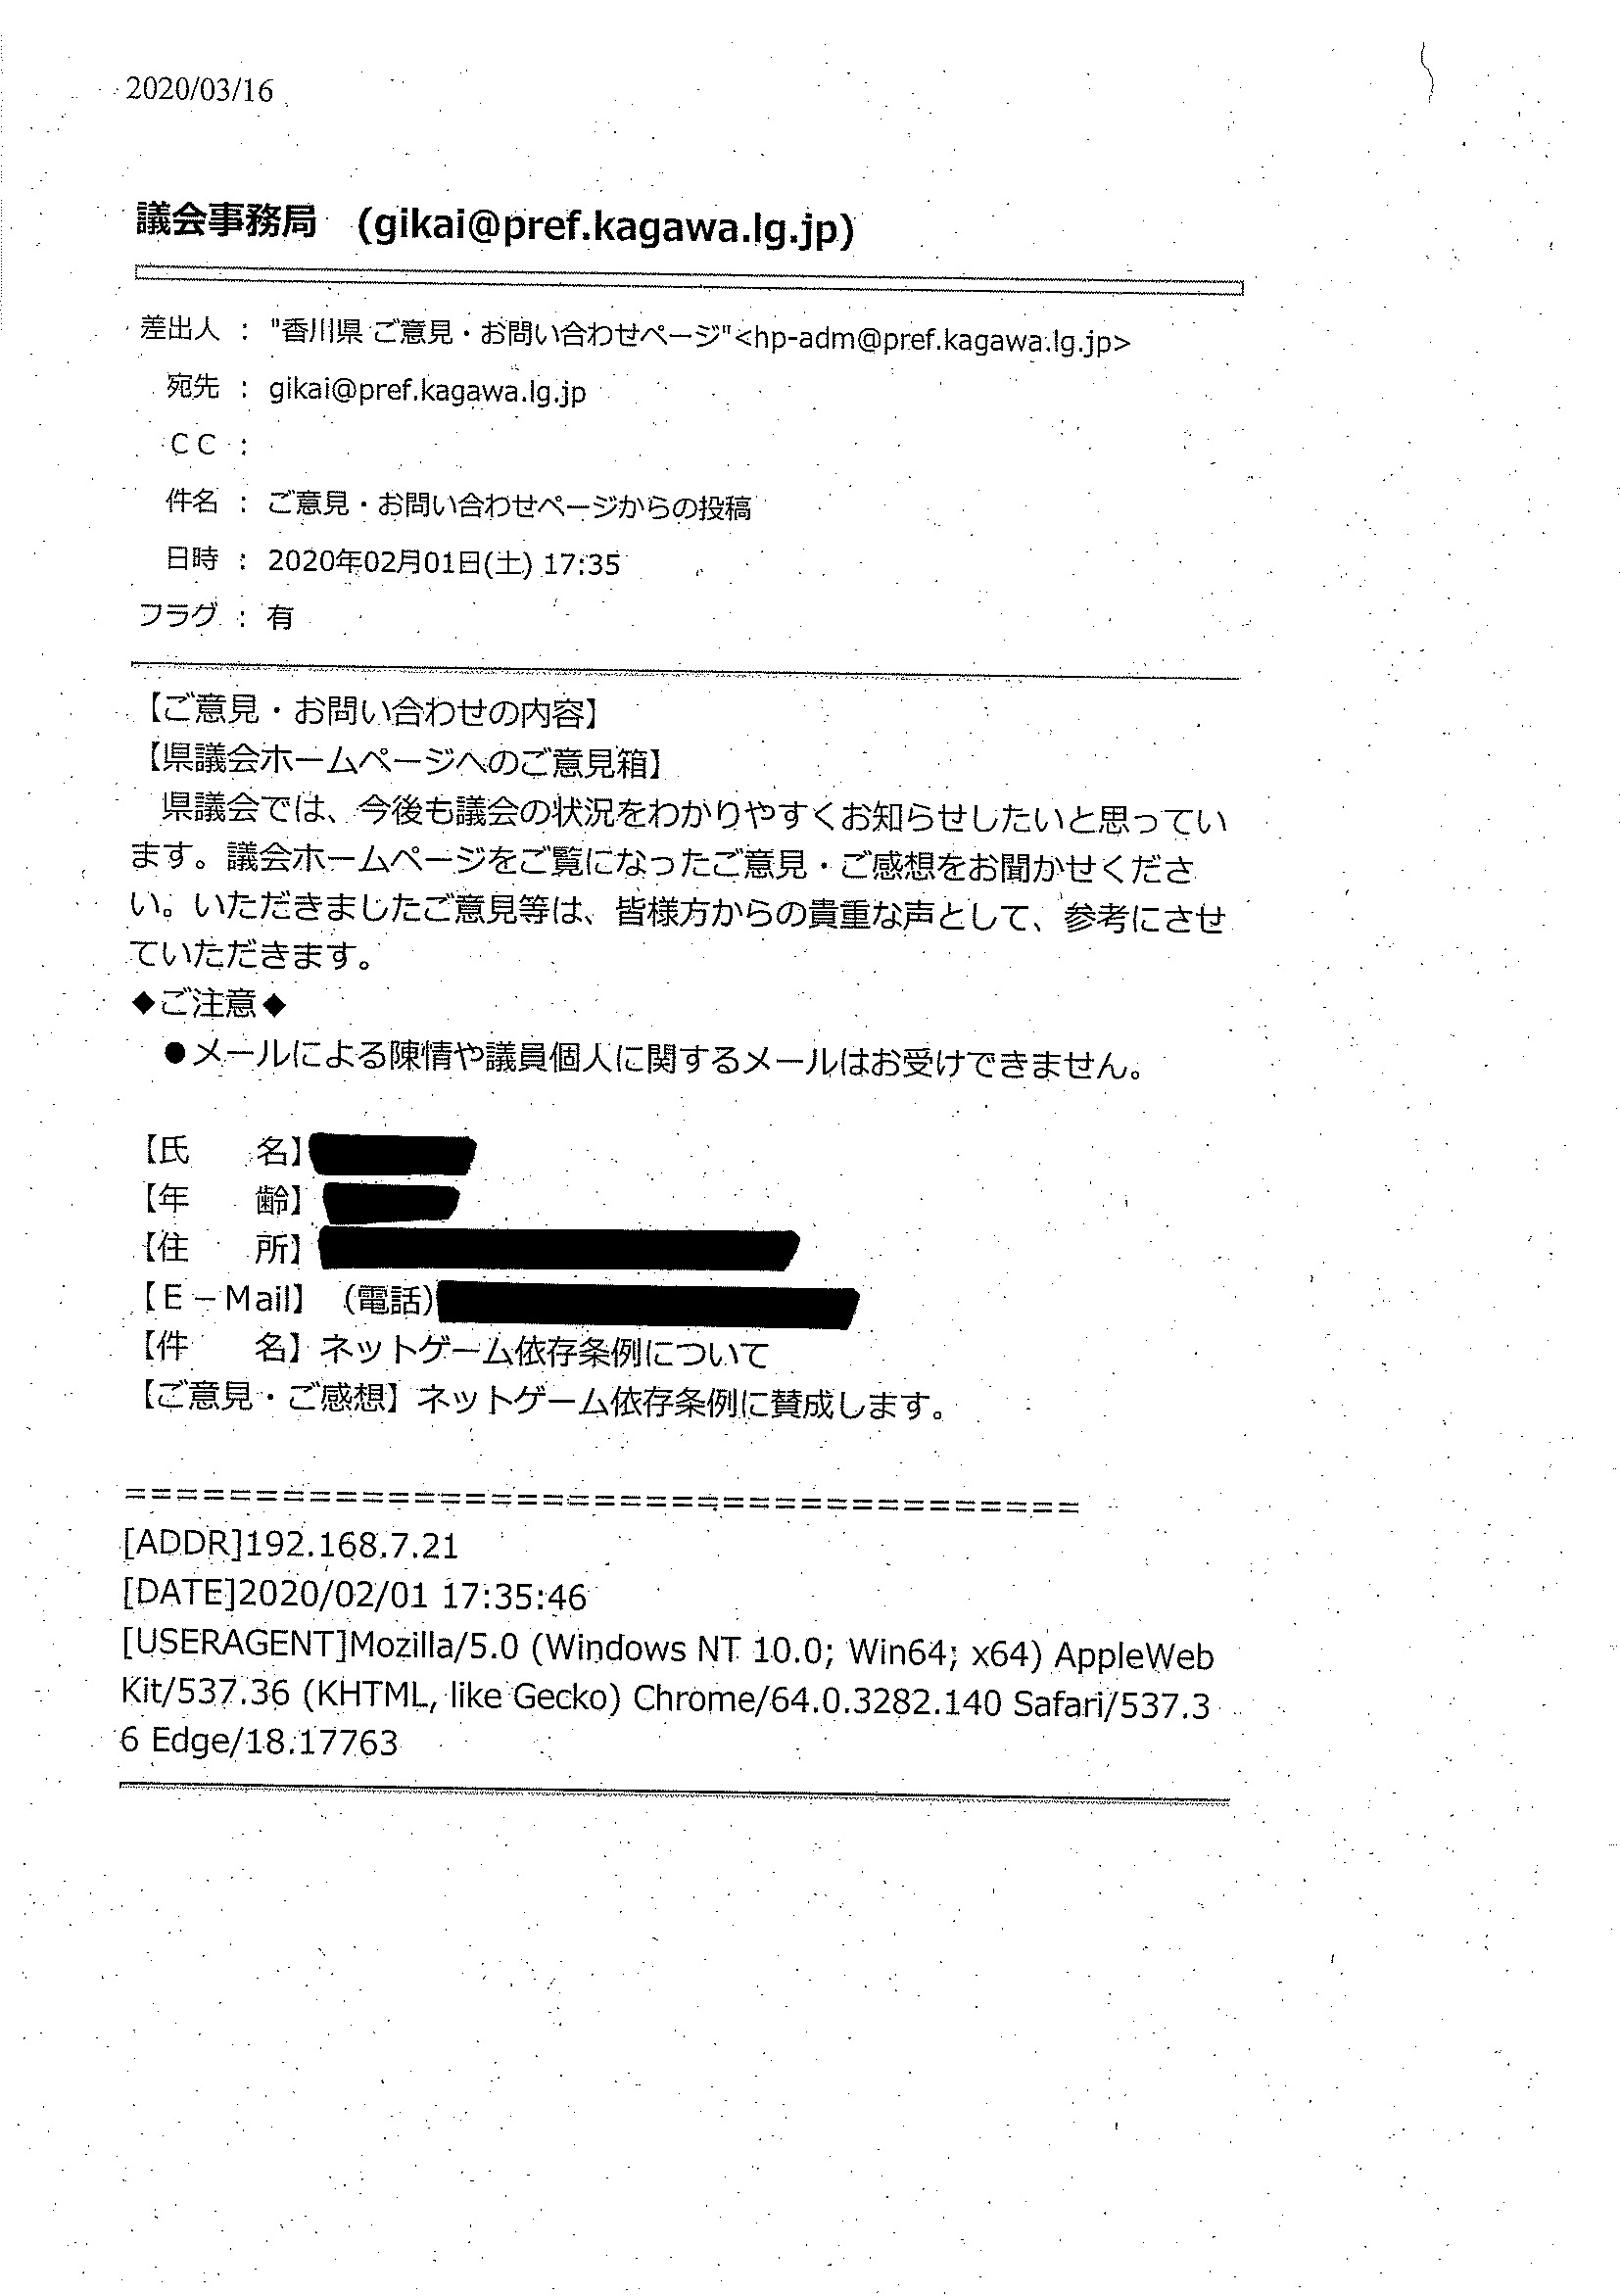 2020/03/16
議会事務局　(gikai@pref.kagawa.lg.jp)
差出人 ： "香川県 ご意見・お問い合わせページ"<hp-adm@pref.kagawa.lg.jp>
宛先 ： gikai@pref.kagawa.lg.jp
ＣＣ ：
件名 ： ご意見・お問い合わせページからの投稿
日時 ： 2020年02月01日(土) 17:35
フラグ ： 有
【ご意見・お問い合わせの内容】
【県議会ホームページへのご意見箱】
　県議会では、今後も議会の状況をわかりやすくお知らせしたいと思ってい
ます。議会ホームページをご覧になったご意見・ご感想をお聞かせくださ
い。いただきましたご意見等は、皆様方からの貴重な声として、参考にさせ
ていただきます。
◆ご注意◆
　●メールによる陳情や議員個人に関するメールはお受けできません。
【氏　　名】
【年　　齢】
【住　　所】
【Ｅ－Mail】（電話）
【件　　名】ネットゲーム依存条例について
【ご意見・ご感想】ネットゲーム依存条例に賛成します。
=====================================
[ADDR]192.168.7.21
[DATE]2020/02/01 17:35:46
[USERAGENT]Mozilla/5.0 (Windows NT 10.0; Win64; x64) AppleWeb
Kit/537.36 (KHTML, like Gecko) Chrome/64.0.3282.140 Safari/537.3
6 Edge/18.17763